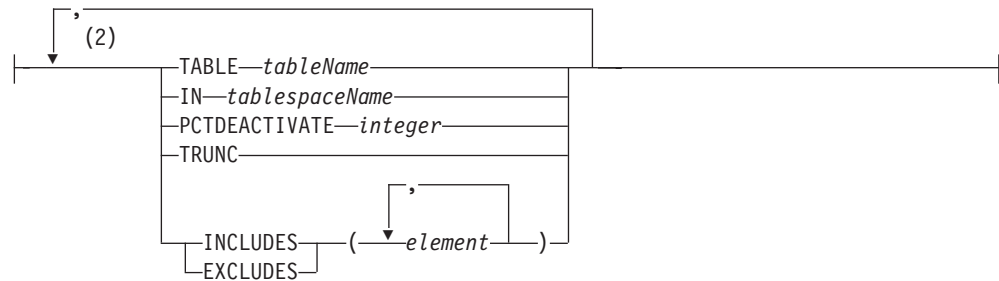 ,
(2)
TABLE tableName
IN tablespaceName
PCTDEACTIVATE integer
TRUNC
,
INCLUDES ( element )
EXCLUDES